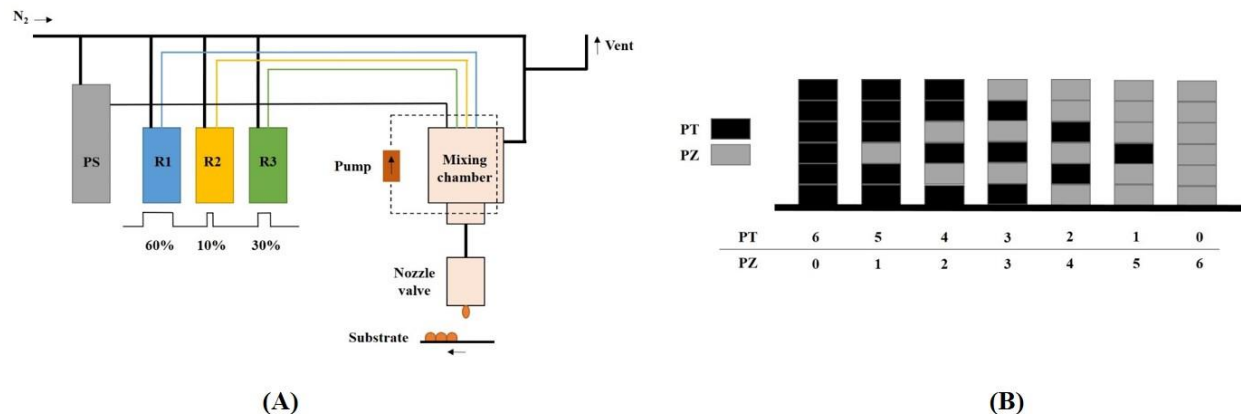 N₂ →
Vent
PS
R1
R2
R3
Mixing
chamber
Pump
60%
10%
30%
Nozzle
valve
Substrate
(A)
PT
PZ
PT 6 5 4 3 2 1 0
PZ 0 1 2 3 4 5 6
(B)